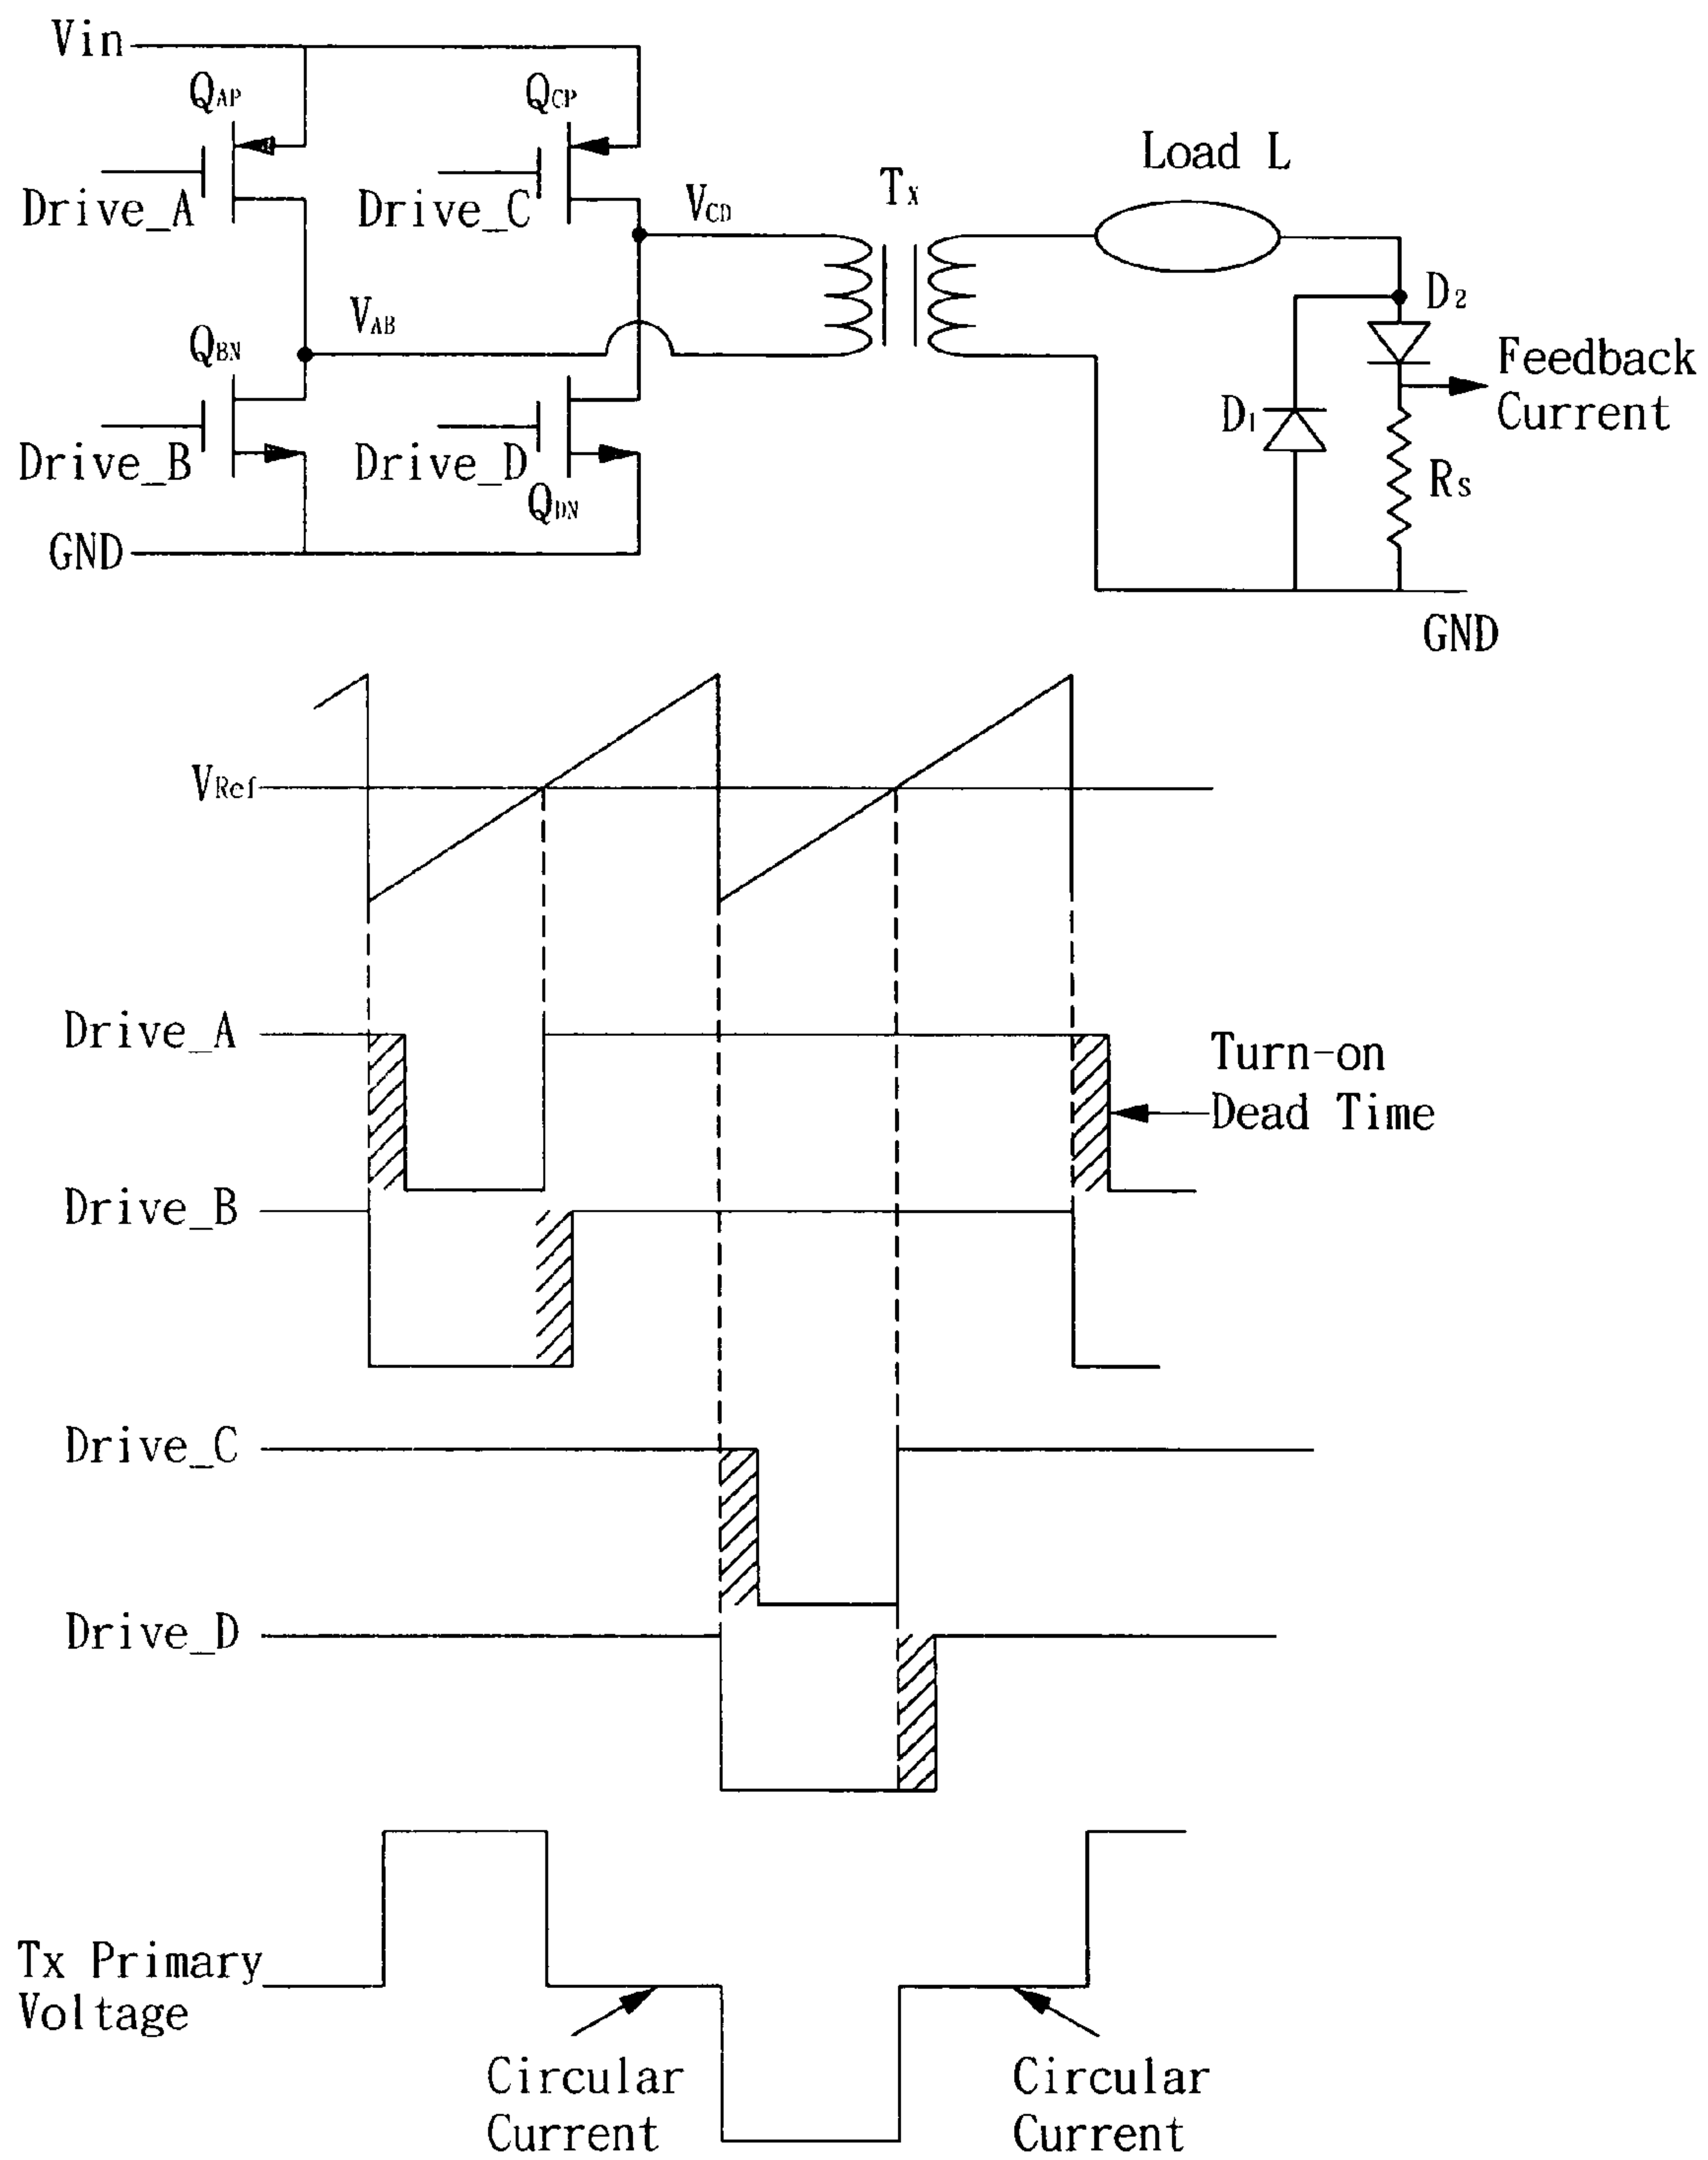 Vin
QAP
QCP
Drive_A
Drive_C
VCD
TX
Load L
VAB
QBN
D2
Feedback
Current
D1
Drive_B
Drive_D
QDN
Rs
GND
GND
VRef
Drive_A
Turn-on
Dead Time
Drive_B
Drive_C
Drive_D
Tx Primary
Voltage
Circular
Current
Circular
Current